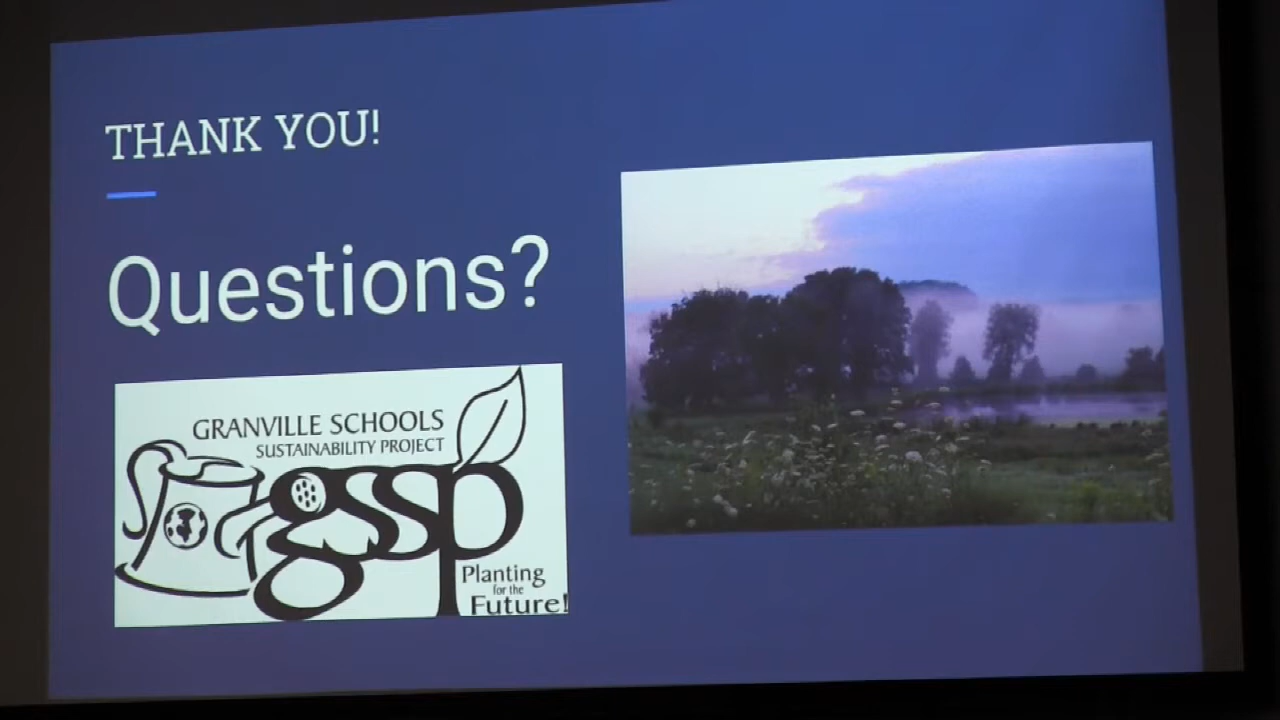 THANK YOU!
Questions?
GRANVILLE SCHOOLS
SUSTAINABILITY PROJECT
gssp
Planting
for the
Future!